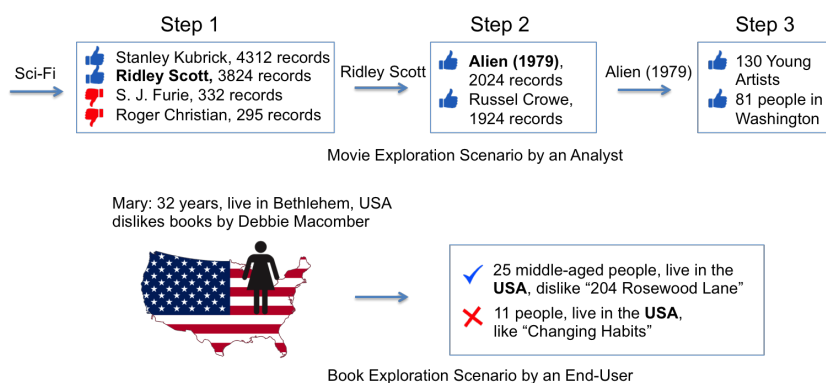 Step 1
Step 2
Step 3
Sci-Fi
Stanley Kubrick, 4312 records
Ridley Scott, 3824 records
S. J. Furie, 332 records
Roger Christian, 295 records
Ridley Scott
Alien (1979),
2024 records
Russel Crowe,
1924 records
Alien (1979)
130 Young
Artists
81 people in
Washington
Movie Exploration Scenario by an Analyst
Mary: 32 years, live in Bethlehem, USA
dislikes books by Debbie Macomber
25 middle-aged people, live in the
USA, dislike “204 Rosewood Lane”
11 people, live in the USA,
like “Changing Habits”
Book Exploration Scenario by an End-User